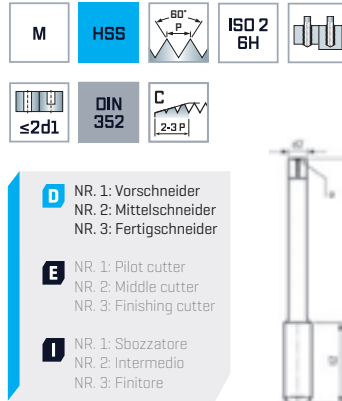 M
HSS
60°
P
ISO 2
6H
≤2d1
DIN
352
C
2-3 P
D
NR. 1: Vorschneider
NR. 2: Mittelschneider
NR. 3: Fertigschneider
E
NR. 1: Pilot cutter
NR. 2: Middle cutter
NR. 3: Finishing cutter
I
NR. 1: Sbozzatore
NR. 2: Intermedio
NR. 3: Finitore